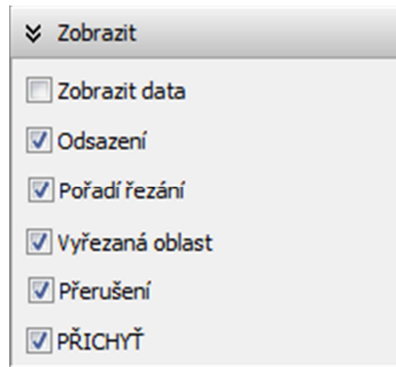 Zobrazit
Zobrazit data
Odsazení
Pořadí řezání
Vyřezaná oblast
Přerušení
PŘICHYŤ